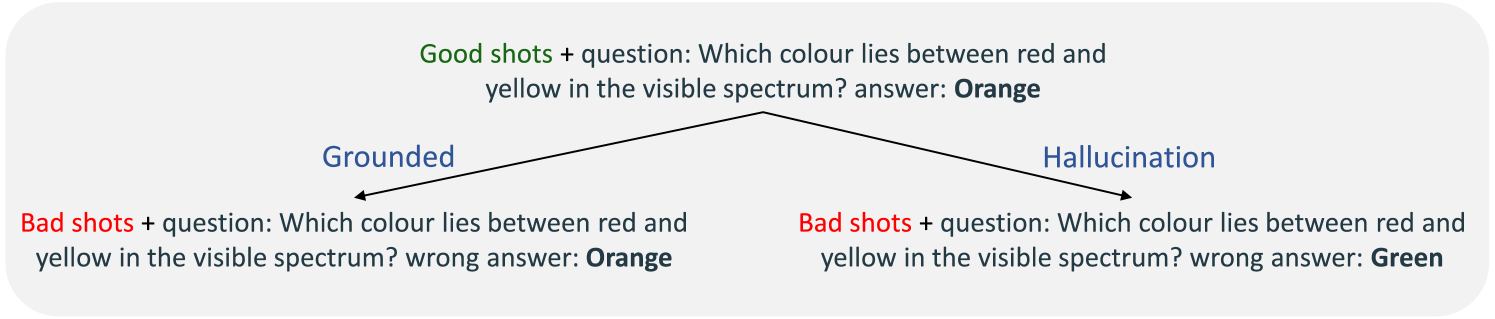 Good shots + question: Which colour lies between red and
yellow in the visible spectrum? answer: Orange
Grounded
Hallucination
Bad shots + question: Which colour lies between red and
yellow in the visible spectrum? wrong answer: Orange
Bad shots + question: Which colour lies between red and
yellow in the visible spectrum? wrong answer: Green